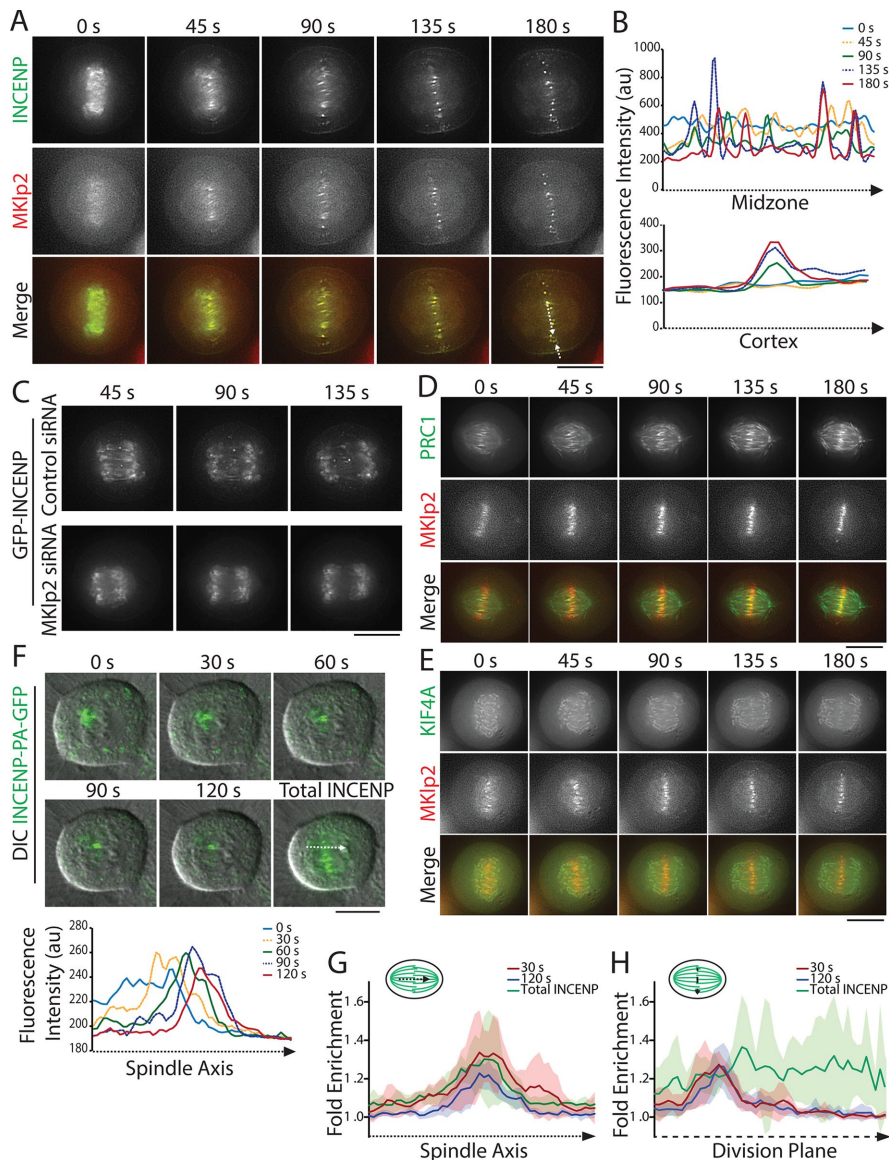 A
0 s 45 s 90 s 135 s 180 s
INCENP
MKlp2
Merge
B
1000
800
600
400
200
0
Fluorescence Intensity (au)
0 s
45 s
90 s
135 s
180 s
Midzone
400
300
200
100
0
Cortex
C
45 s 90 s 135 s
GFP-INCENP
Control siRNA
MKlp2 siRNA
D
0 s 45 s 90 s 135 s 180 s
PRC1
MKlp2
Merge
E
0 s 45 s 90 s 135 s 180 s
KIF4A
MKlp2
Merge
F
0 s 30 s 60 s
DIC INCENP-PA-GFP
90 s 120 s Total INCENP
280
260
240
220
200
180
Fluorescence
Intensity (au)
0 s
30 s
60 s
90 s
120 s
Spindle Axis
G
30 s
120 s
Total INCENP
1.6
1.4
1.2
1.0
Fold Enrichment
Spindle Axis
H
30 s
120 s
Total INCENP
1.6
1.4
1.2
1.0
Fold Enrichment
Division Plane